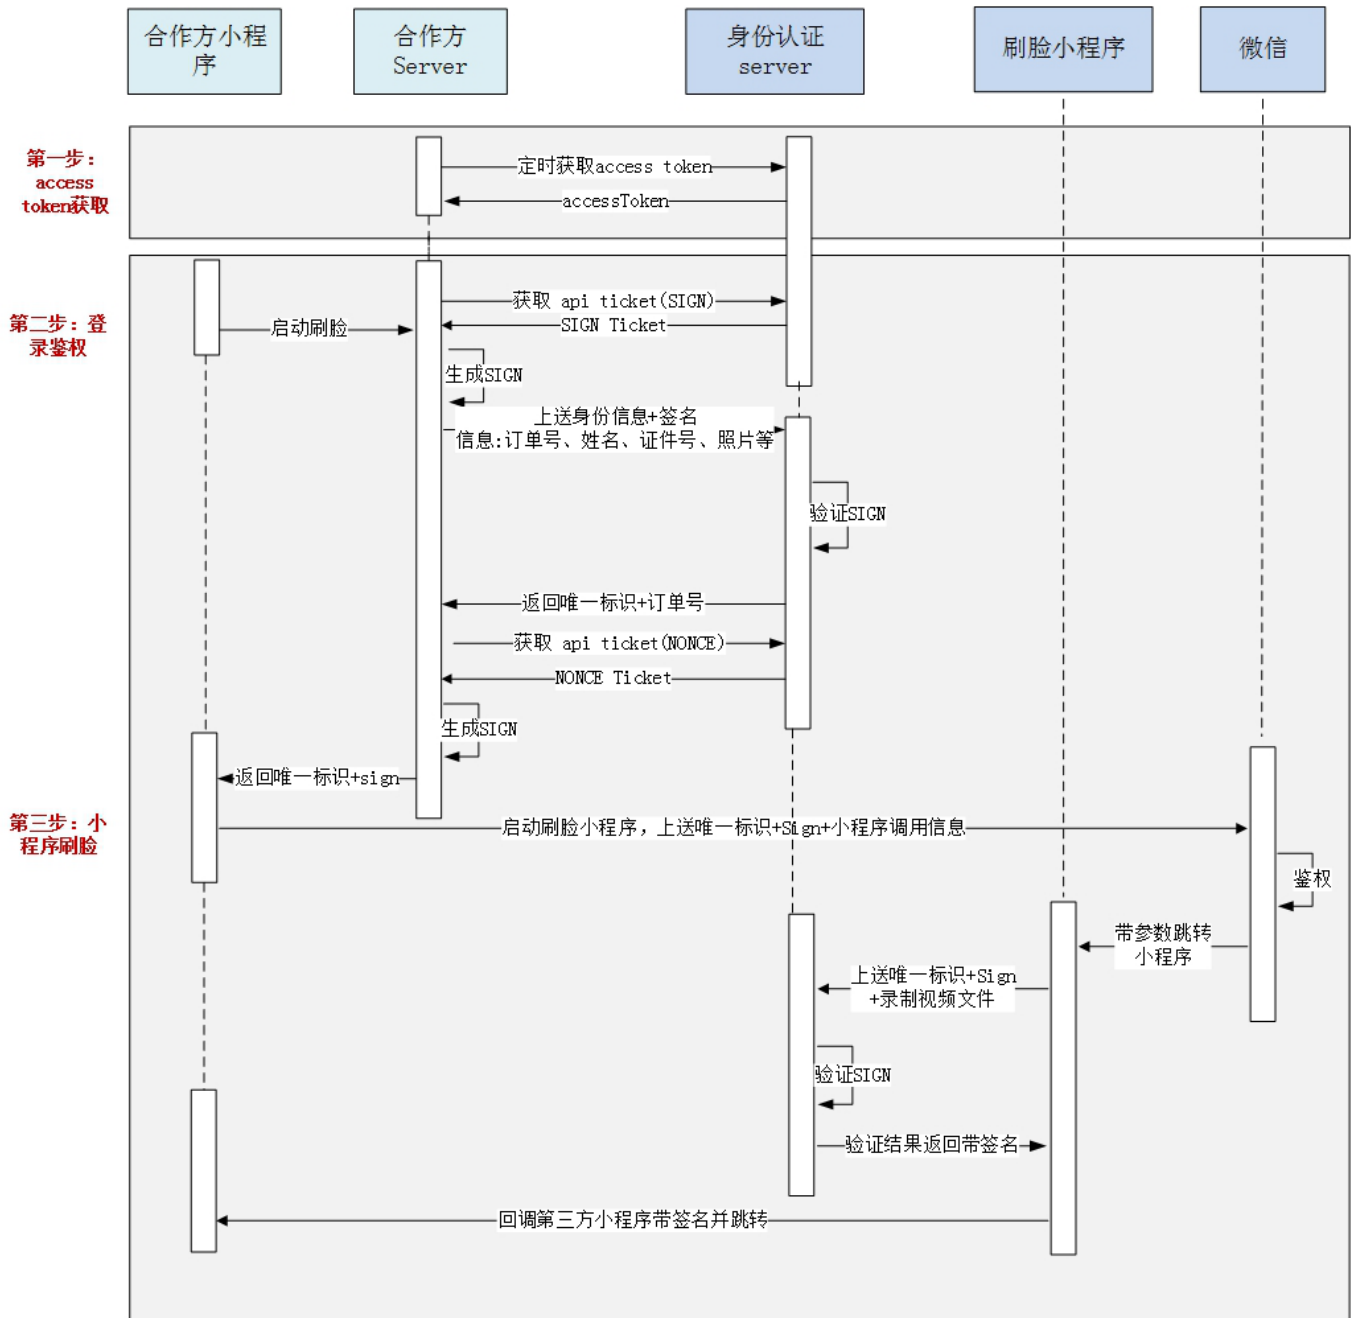 合作方小程
序
合作方
Server
身份认证
server
刷脸小程序
微信
第一步：
access
token获取
定时获取access token
accessToken
第二步：登
录鉴权
获取 api ticket(SIGN)
SIGN Ticket
启动刷脸
生成SIGN
上送身份信息+签名
信息:订单号、姓名、证件号、照片等
验证SIGN
返回唯一标识+订单号
获取 api ticket(NONCE)
NONCE Ticket
生成SIGN
返回唯一标识+sign
第三步：小
程序刷脸
启动刷脸小程序，上送唯一标识+Sign+小程序调用信息
鉴权
带参数跳转
小程序
上送唯一标识+Sign
+录制视频文件
验证SIGN
验证结果返回带签名
回调第三方小程序带签名并跳转